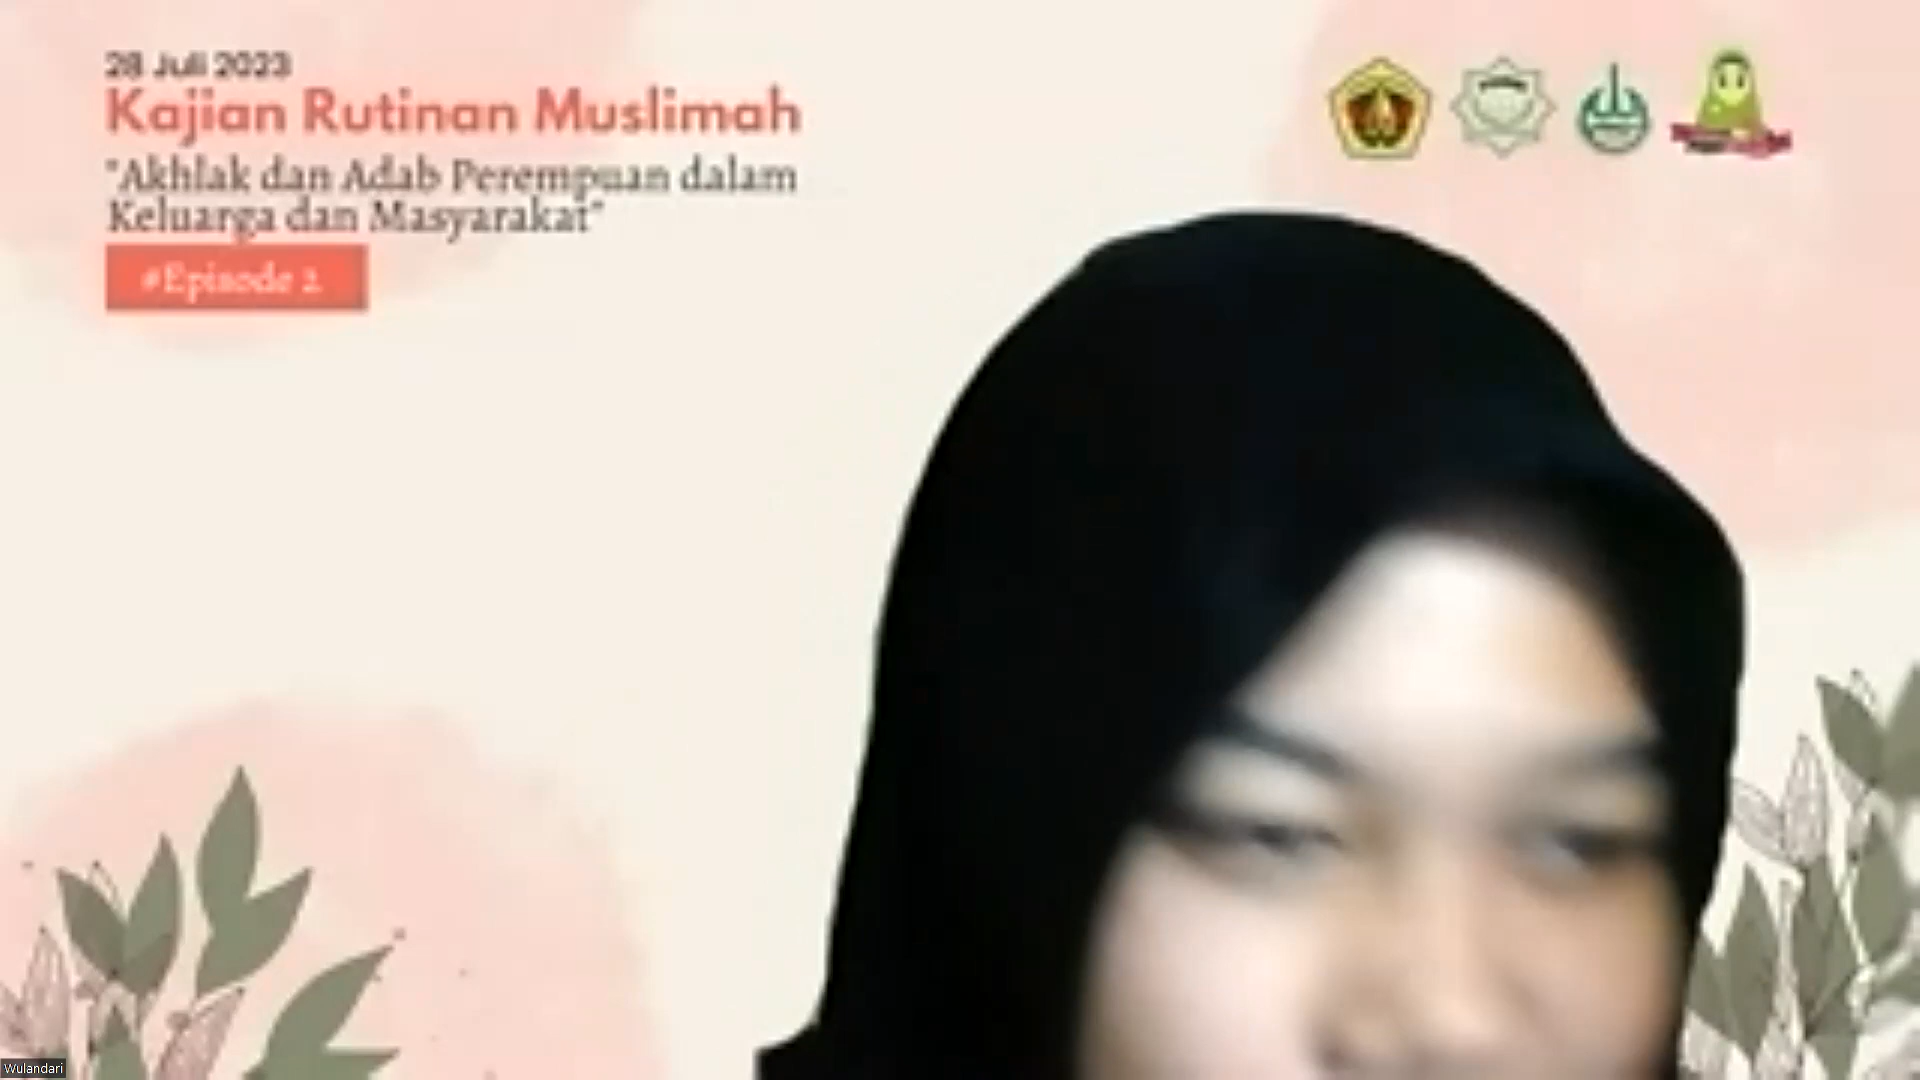 28 Juli 2023
Kajian Rutinan Muslimah
"Akhlak dan Adab Perempuan dalam
Keluarga dan Masyarakat"
#Episode 2
Wulandari